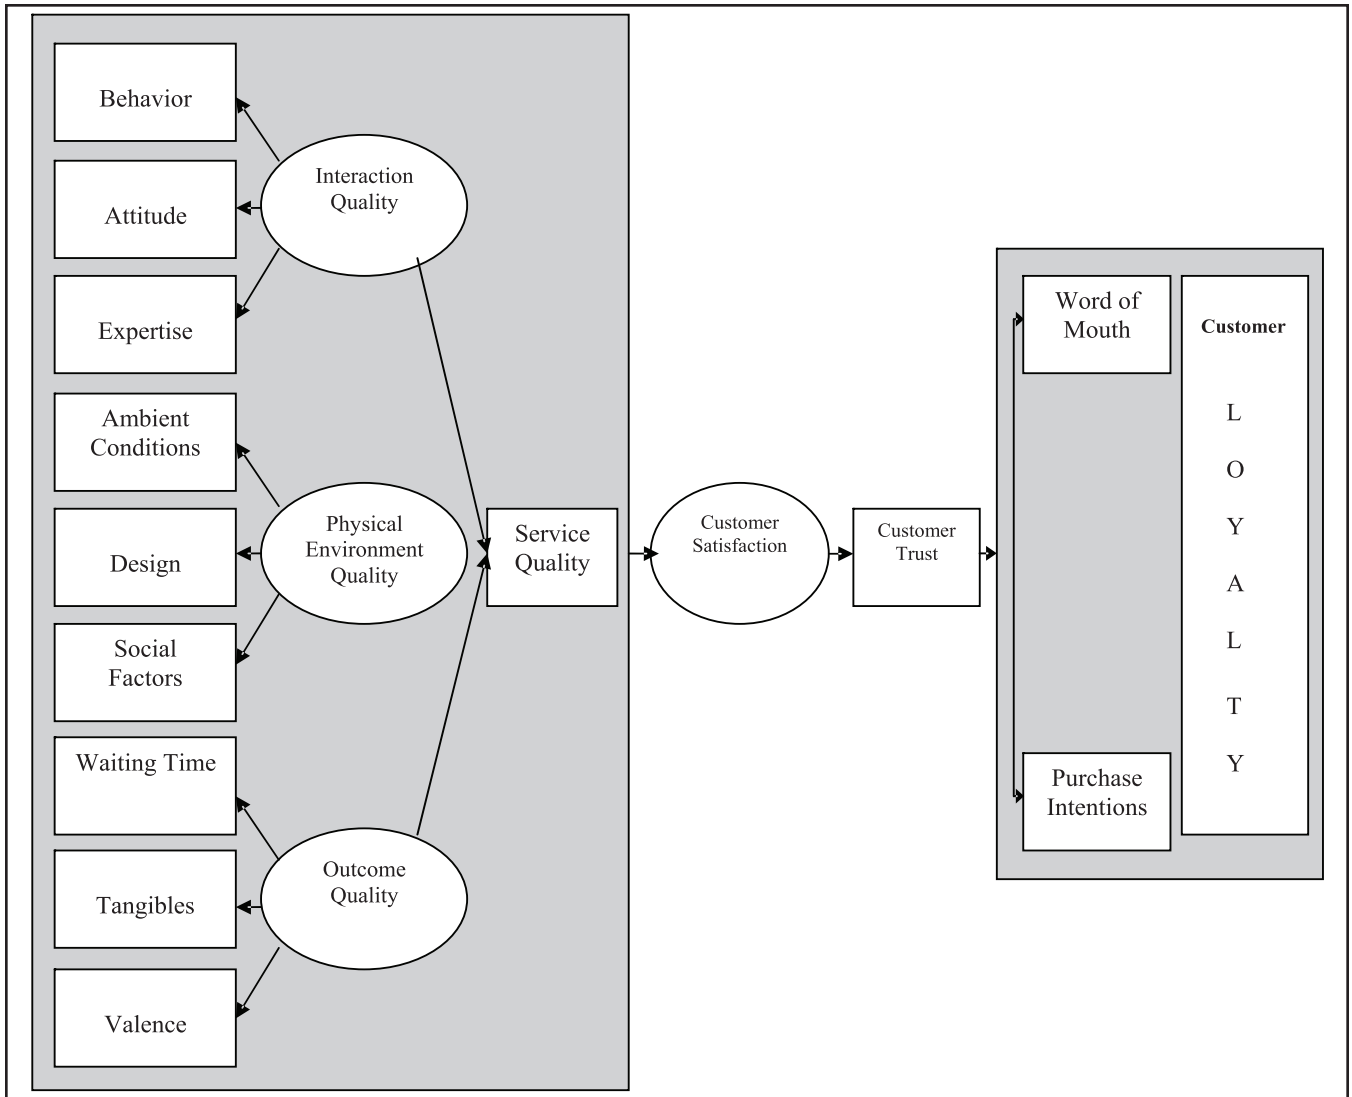 Behavior
Attitude
Expertise
Ambient
Conditions
Design
Social
Factors
Waiting Time
Tangibles
Valence
Interaction
Quality
Physical
Environment
Quality
Outcome
Quality
Service
Quality
Customer
Satisfaction
Customer
Trust
Word of
Mouth
Purchase
Intentions
Customer
L
O
Y
A
L
T
Y